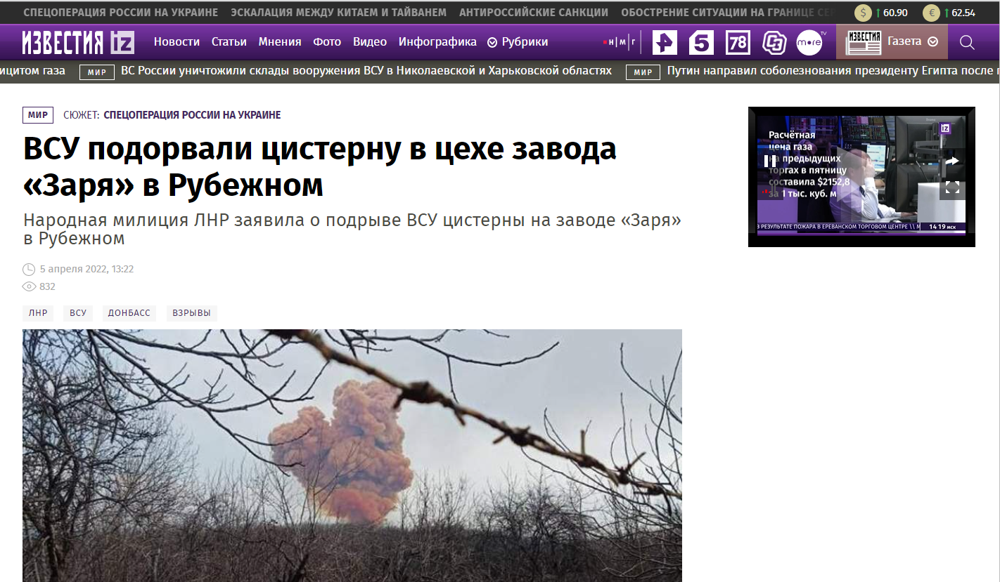 СПЕЦОПЕРАЦИЯ РОССИИ НА УКРАИНЕ ЭСКАЛАЦИЯ МЕЖДУ КИТАЕМ И ТАЙВАНЕМ АНТИРОССИЙСКИЕ САНКЦИИ ОБОСТРЕНИЕ СИТУАЦИИ НА ГРАНИЦЕ СЕ $ 60.90 € 62.54
ИЗВЕСТИЯ iz Новости Статьи Мнения Фото Видео Инфографика Рубрики н|м|г 5 78 more TV ИЗВЕСТИЯ Газета
ицитом газа МИР ВС России уничтожили склады вооружения ВСУ в Николаевской и Харьковской областях МИР Путин направил соболезнования президенту Египта после
МИР СЮЖЕТ: СПЕЦОПЕРАЦИЯ РОССИИ НА УКРАИНЕ
ВСУ подорвали цистерну в цехе завода
«Заря» в Рубежном
Народная милиция ЛНР заявила о подрыве ВСУ цистерны на заводе «Заря»
в Рубежном
5 апреля 2022, 13:22
832
ЛНР ВСУ ДОНБАСС ВЗРЫВЫ
iz
Расчётная
цена газа
на предыдущих
торгах в пятницу
составила $2152,8
за 1 тыс. куб. м
В РЕЗУЛЬТАТЕ ПОЖАРА В ЕРЕВАНСКОМ ТОРГОВОМ ЦЕНТРЕ \\ М 14 19 МСК